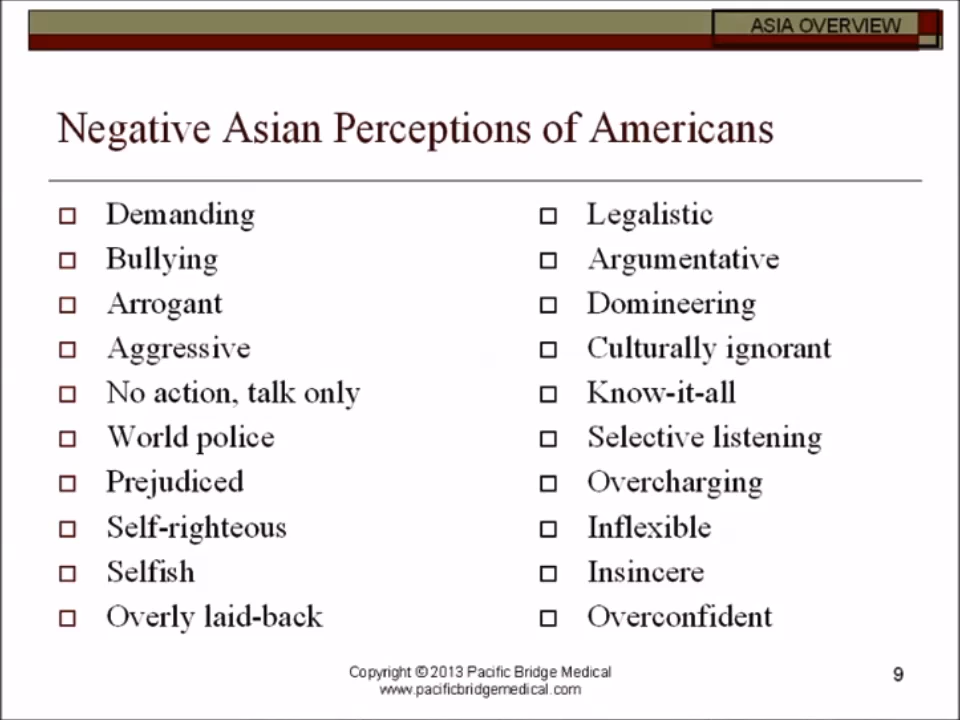 ASIA OVERVIEW
Negative Asian Perceptions of Americans
Demanding
Bullying
Arrogant
Aggressive
No action, talk only
World police
Prejudiced
Self-righteous
Selfish
Overly laid-back
Legalistic
Argumentative
Domineering
Culturally ignorant
Know-it-all
Selective listening
Overcharging
Inflexible
Insincere
Overconfident
Copyright © 2013 Pacific Bridge Medical
www.pacificbridgemedical.com
9